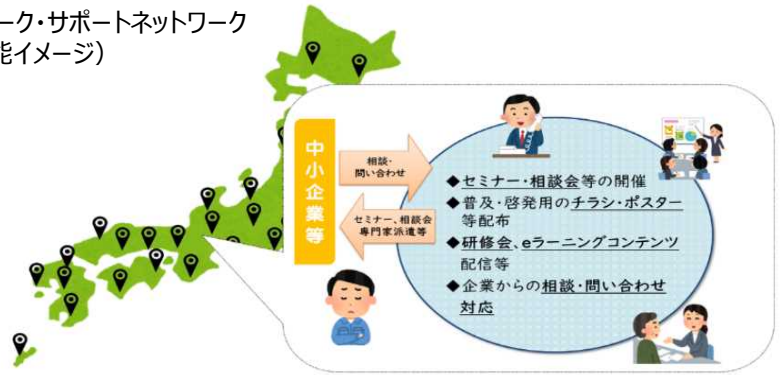 ーク・サポートネットワーク
能イメージ）
中小企業等
相談・
問い合わせ
セミナー、相談会
専門家派遣等
◆セミナー・相談会等の開催
◆普及・啓発用のチラシ・ポスター
等配布
◆研修会、eラーニングコンテンツ
配信等
◆企業からの相談・問い合わせ
対応